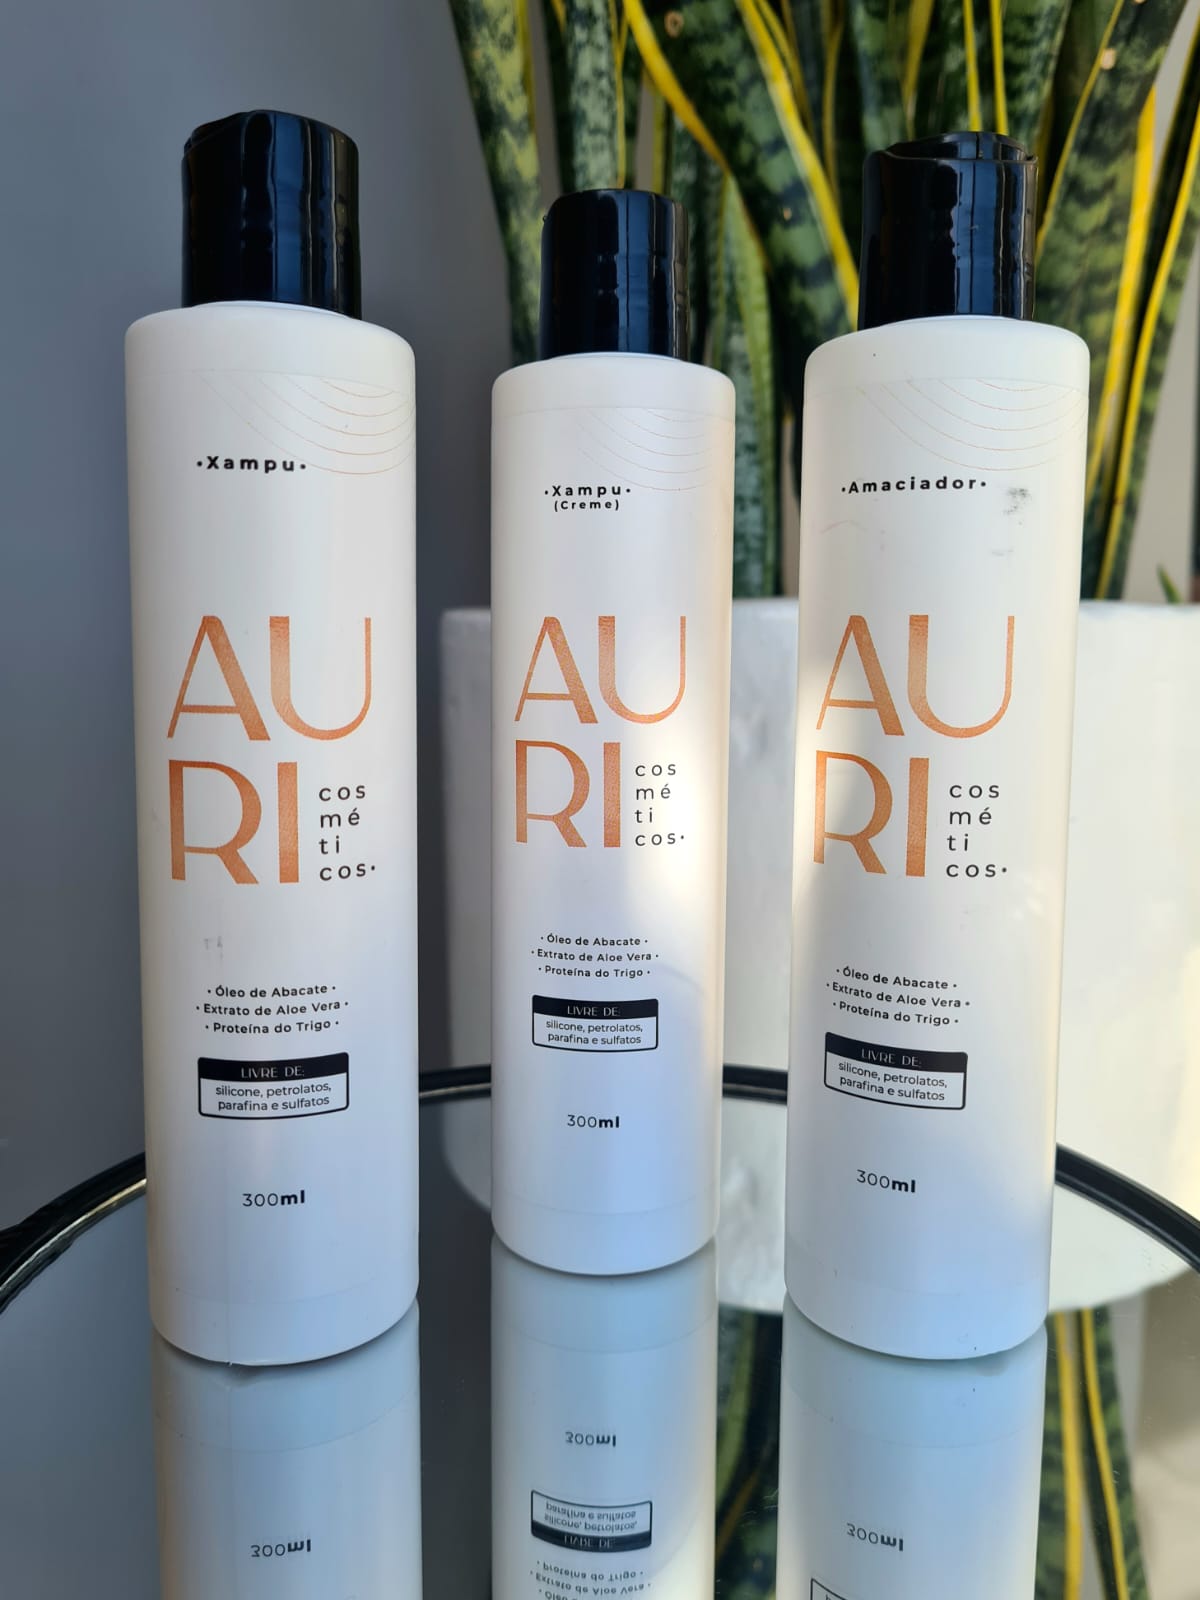 •Xampu•
AU
RI
cos
mé
ti
cos•
• Óleo de Abacate •
• Extrato de Aloe Vera •
• Proteína do Trigo •
LIVRE DE:
silicone, petrolatos,
parafina e sulfatos
300ml
•Xampu•
(Creme)
AU
RI
cos
mé
ti
cos•
• Óleo de Abacate •
• Extrato de Aloe Vera •
• Proteína do Trigo •
LIVRE DE:
silicone, petrolatos,
parafina e sulfatos
300ml
•Amaciador•
AU
RI
cos
mé
ti
cos•
• Óleo de Abacate •
• Extrato de Aloe Vera •
• Proteína do Trigo •
LIVRE DE:
silicone, petrolatos,
parafina e sulfatos
300ml